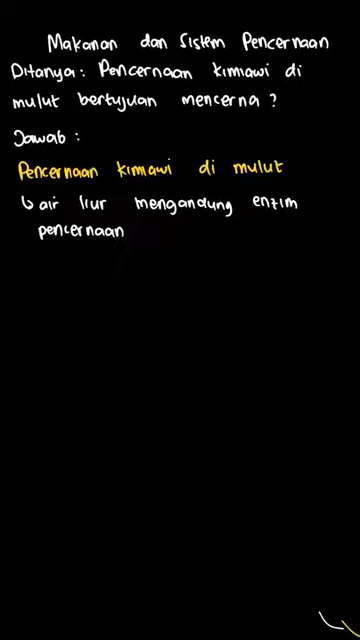 Makanan dan Sistem Pencernaan
Ditanya: Pencernaan kimiawi di
mulut bertujuan mencerna ?
Jawab :
Pencernaan kimiawi di mulut
↳ air liur mengandung enzim
pencernaan